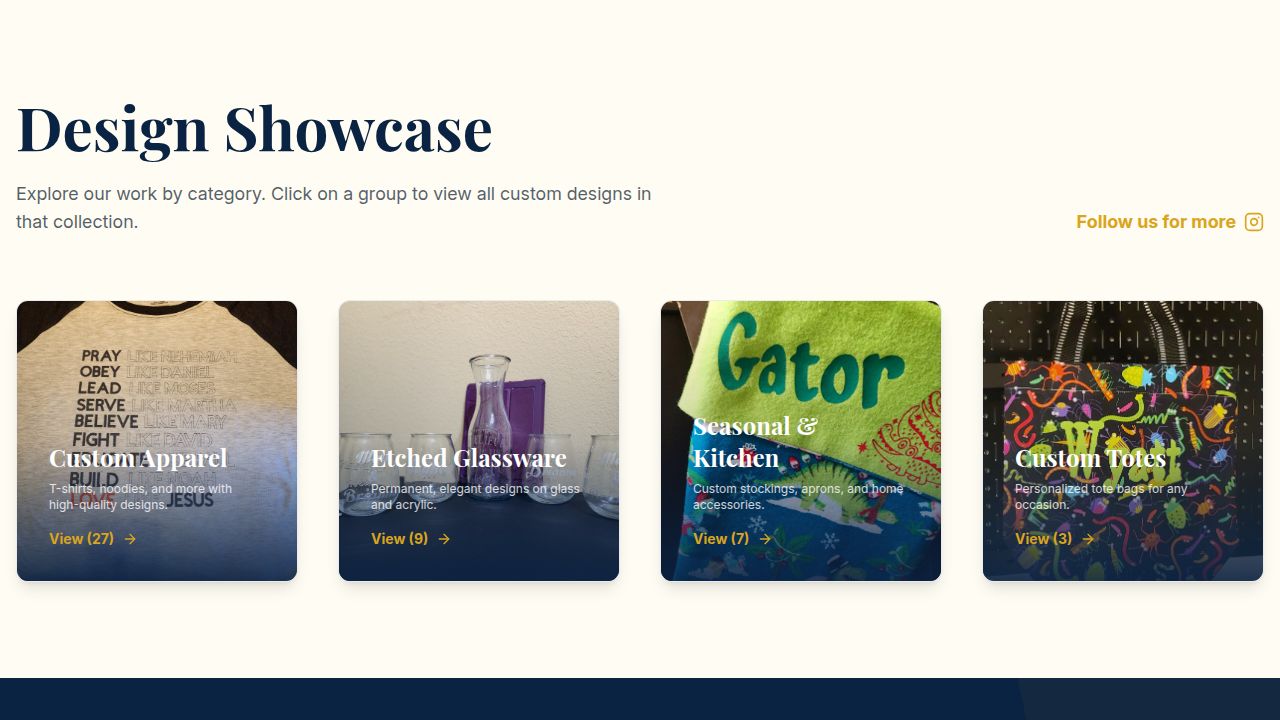 Design Showcase
Explore our work by category. Click on a group to view all custom designs in
that collection.
Follow us for more
PRAY LIKE NEHEMIAH
OBEY LIKE DANIEL
LEAD LIKE MOSES
SERVE LIKE MARTHA
BELIEVE LIKE MARY
FIGHT LIKE DAVID
BUILD LIKE NOAH
JESUS
Custom Apparel
T-shirts, hoodies, and more with
high-quality designs.
View (27)
Etched Glassware
Permanent, elegant designs on glass
and acrylic.
View (9)
Gator
Seasonal &
Kitchen
Custom stockings, aprons, and home
accessories.
View (7)
Custom Totes
Personalized tote bags for any
occasion.
View (3)